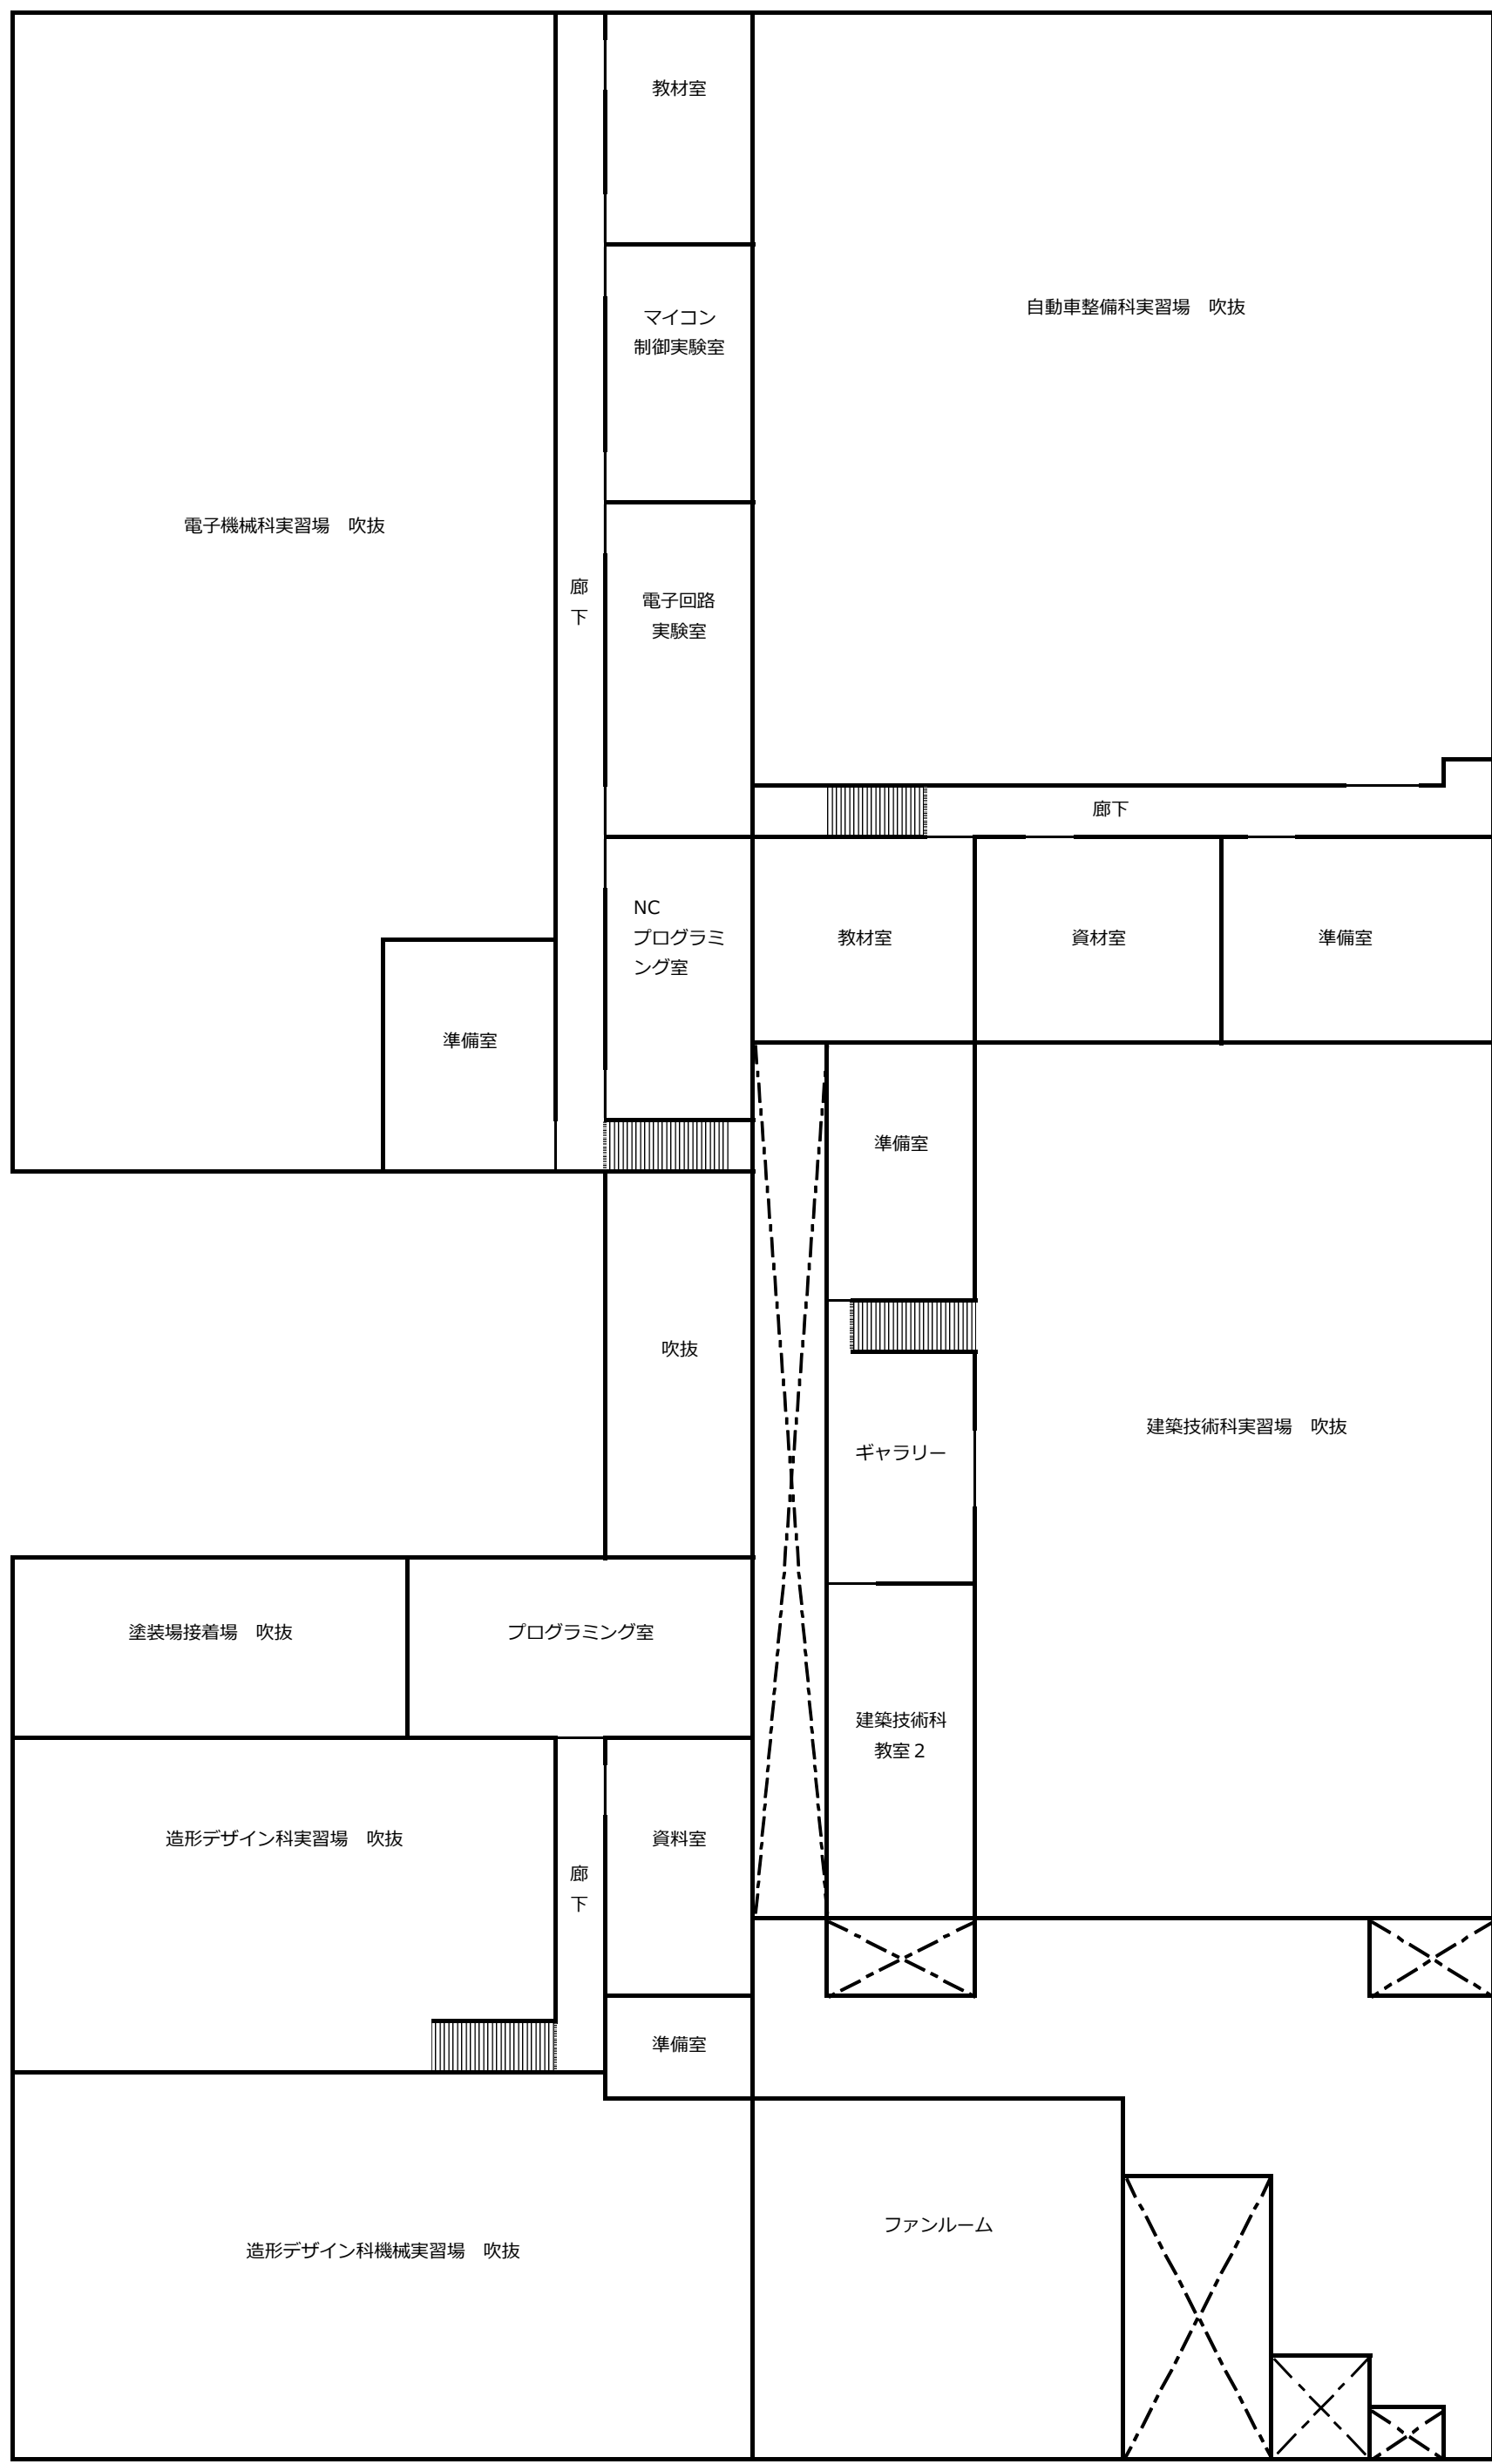 教材室
マイコン
制御実験室
自動車整備科実習場　吹抜
電子機械科実習場　吹抜
廊
下
電子回路
実験室
廊下
NC
プログラミ
ング室
教材室
資材室
準備室
準備室
準備室
吹抜
ギャラリー
建築技術科実習場　吹抜
塗装場接着場　吹抜
プログラミング室
建築技術科
教室２
造形デザイン科実習場　吹抜
廊
下
資料室
準備室
ファンルーム
造形デザイン科機械実習場　吹抜